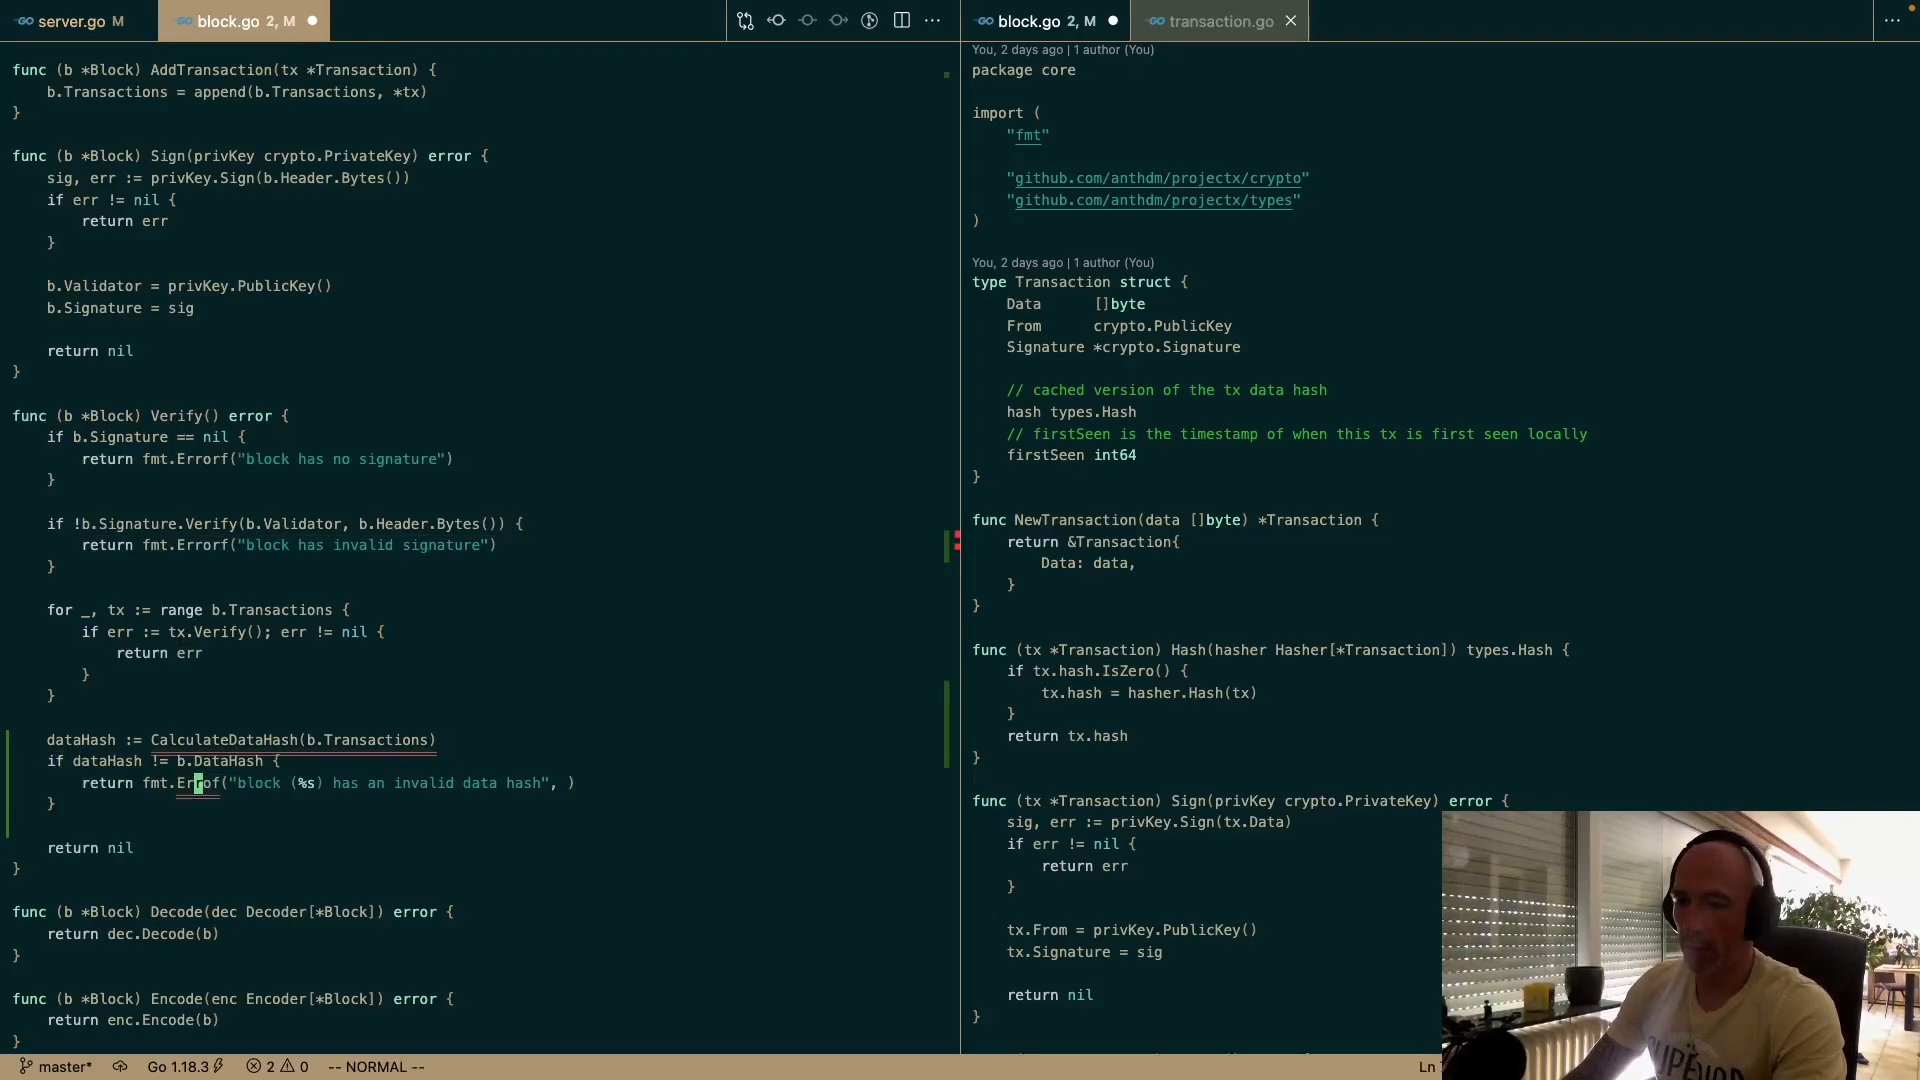 server.go M
block.go 2, M
block.go 2, M
transaction.go
func (b *Block) AddTransaction(tx *Transaction) {
b.Transactions = append(b.Transactions, *tx)
}
func (b *Block) Sign(privKey crypto.PrivateKey) error {
sig, err := privKey.Sign(b.Header.Bytes())
if err != nil {
return err
}
b.Validator = privKey.PublicKey()
b.Signature = sig
return nil
}
func (b *Block) Verify() error {
if b.Signature == nil {
return fmt.Errorf("block has no signature")
}
if !b.Signature.Verify(b.Validator, b.Header.Bytes()) {
return fmt.Errorf("block has invalid signature")
}
for _, tx := range b.Transactions {
if err := tx.Verify(); err != nil {
return err
}
}
dataHash := CalculateDataHash(b.Transactions)
if dataHash != b.DataHash {
return fmt.Errof("block (%s) has an invalid data hash", )
}
return nil
}
func (b *Block) Decode(dec Decoder[*Block]) error {
return dec.Decode(b)
}
func (b *Block) Encode(enc Encoder[*Block]) error {
return enc.Encode(b)
}
You, 2 days ago | 1 author (You)
package core
import (
"fmt"
"github.com/anthdm/projectx/crypto"
"github.com/anthdm/projectx/types"
)
You, 2 days ago | 1 author (You)
type Transaction struct {
Data []byte
From crypto.PublicKey
Signature *crypto.Signature
// cached version of the tx data hash
hash types.Hash
// firstSeen is the timestamp of when this tx is first seen locally
firstSeen int64
}
func NewTransaction(data []byte) *Transaction {
return &Transaction{
Data: data,
}
}
func (tx *Transaction) Hash(hasher Hasher[*Transaction]) types.Hash {
if tx.hash.IsZero() {
tx.hash = hasher.Hash(tx)
}
return tx.hash
}
func (tx *Transaction) Sign(privKey crypto.PrivateKey) error {
sig, err := privKey.Sign(tx.Data)
if err != nil {
return err
}
tx.From = privKey.PublicKey()
tx.Signature = sig
return nil
}
master* Go 1.18.3 2 0 -- NORMAL -- Ln